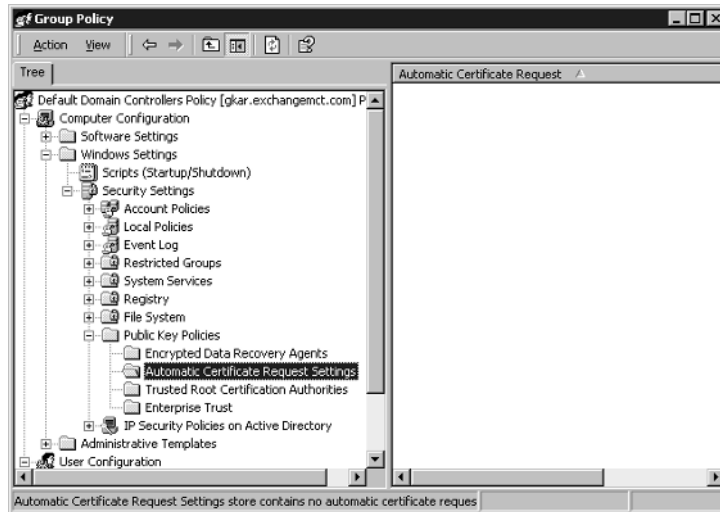 Group Policy
Action View
Tree
Automatic Certificate Request
Default Domain Controllers Policy [gkar.exchangemct.com] P
Computer Configuration
Software Settings
Windows Settings
Scripts (Startup/Shutdown)
Security Settings
Account Policies
Local Policies
Event Log
Restricted Groups
System Services
Registry
File System
Public Key Policies
Encrypted Data Recovery Agents
Automatic Certificate Request Settings
Trusted Root Certification Authorities
Enterprise Trust
IP Security Policies on Active Directory
Administrative Templates
User Configuration
Automatic Certificate Request Settings store contains no automatic certificate reques